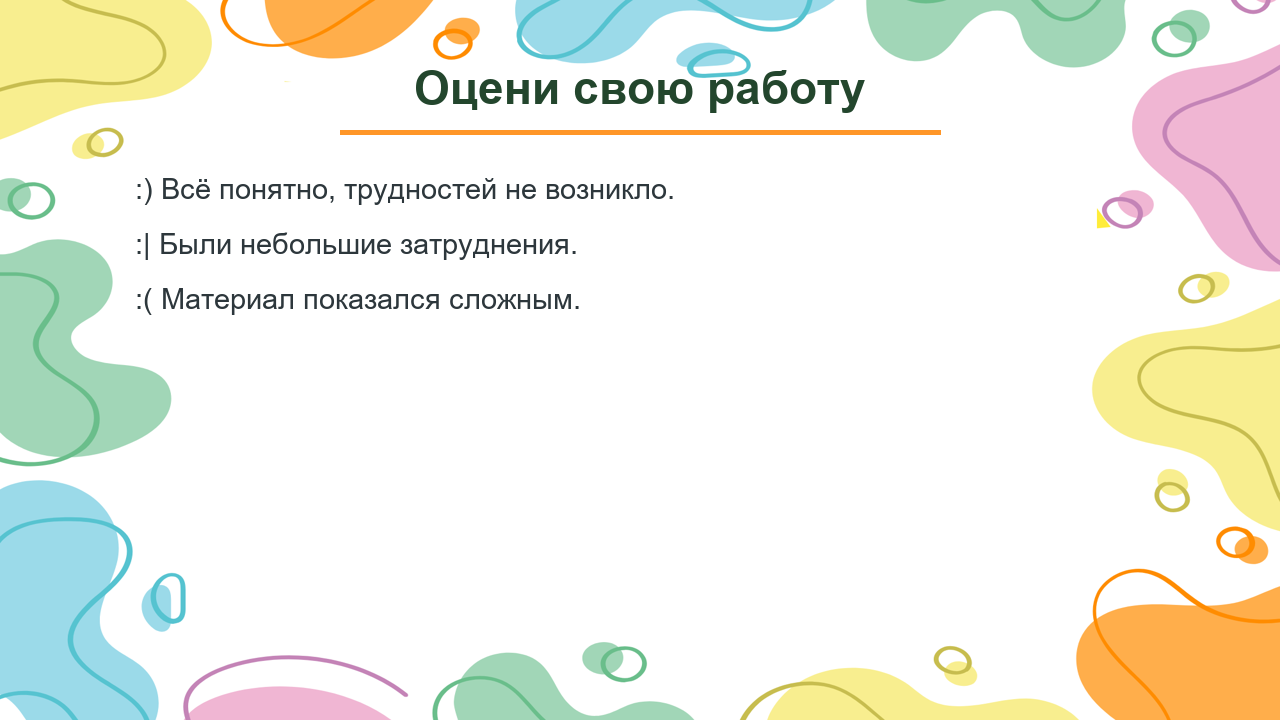 Оцени свою работу
:) Всё понятно, трудностей не возникло.
:| Были небольшие затруднения.
:( Материал показался сложным.